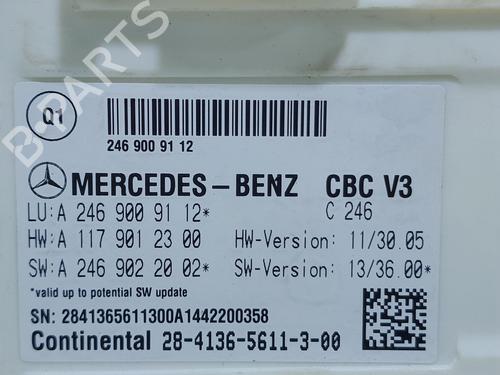 Q1
246 900 91 12
MERCEDES-BENZ CBC V3
LU:A 246 900 91 12* C 246
HW:A 117 901 23 00 HW-Version: 11/30.05
SW:A 246 902 20 02* SW-Version: 13/36.00*
*valid up to potential SW update
SN: 2841365611300A1442200358
Continental 28-4136-5611-3-00
B-PARTS